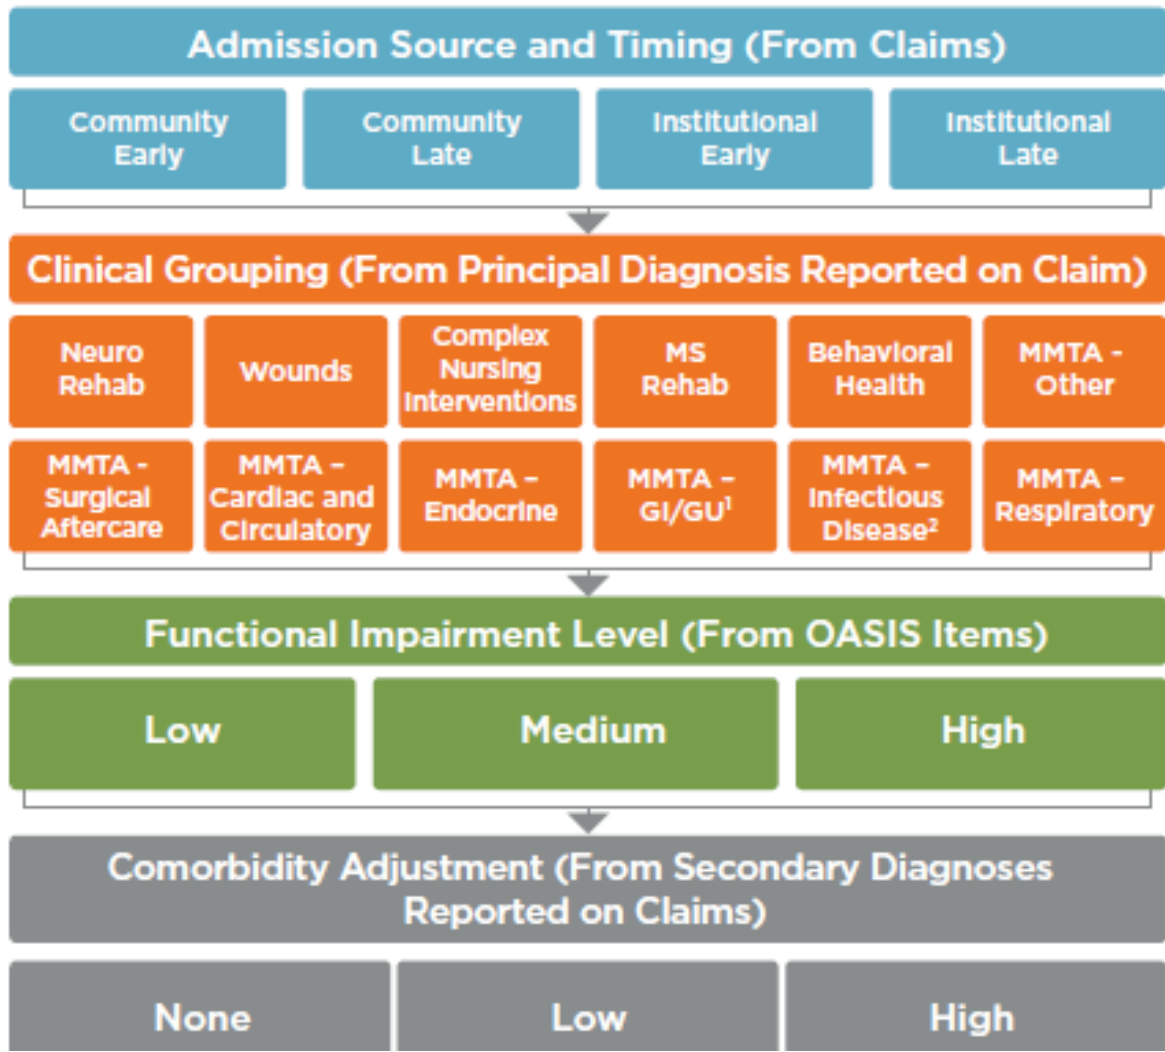 Admission Source and Timing (From Claims)
Community
Early
Community
Late
Institutional
Early
Institutional
Late
Clinical Grouping (From Principal Diagnosis Reported on Claim)
Neuro
Rehab
Wounds
Complex
Nursing
Interventions
MS
Rehab
Behavioral
Health
MMTA -
Other
MMTA -
Surgical
Aftercare
MMTA –
Cardiac and
Circulatory
MMTA –
Endocrine
MMTA –
GI/GU¹
MMTA –
Infectious
Disease²
MMTA –
Respiratory
Functional Impairment Level (From OASIS Items)
Low
Medium
High
Comorbidity Adjustment (From Secondary Diagnoses
Reported on Claims)
None
Low
High